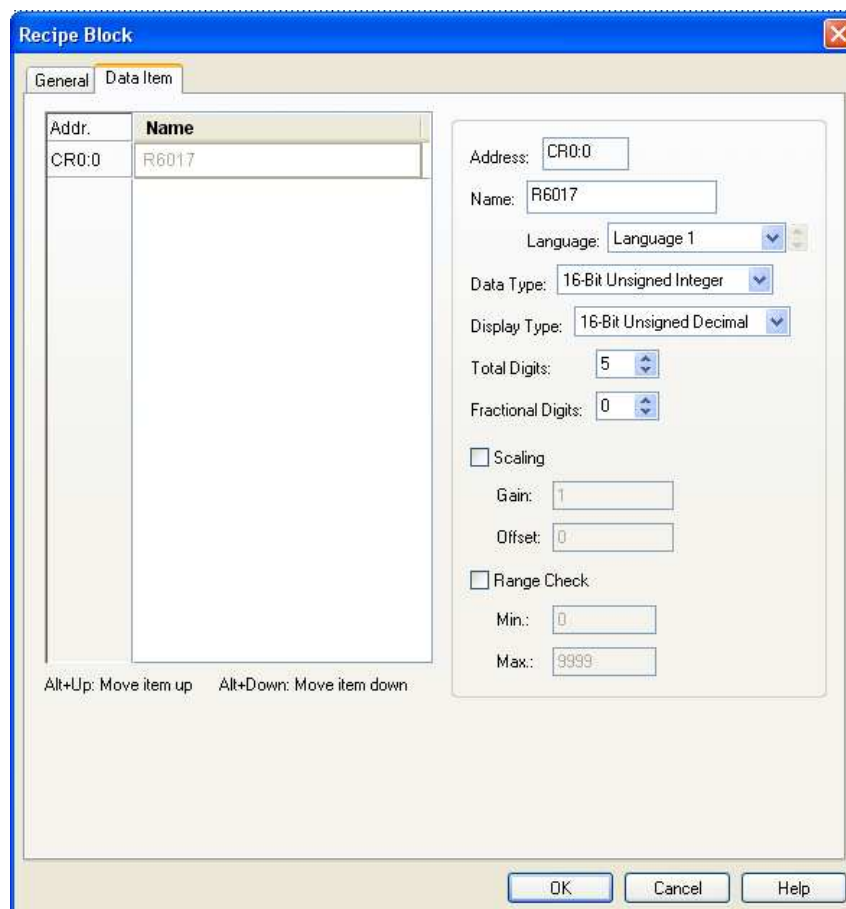 Recipe Block
General Data Item
Addr. Name
CR0:0 R6017
Alt+Up: Move item up Alt+Down: Move item down
Address: CR0:0
Name: R6017
Language: Language 1
Data Type: 16-Bit Unsigned Integer
Display Type: 16-Bit Unsigned Decimal
Total Digits: 5
Fractional Digits: 0
Scaling
Gain: 1
Offset: 0
Range Check
Min.: 0
Max.: 9999
OK Cancel Help